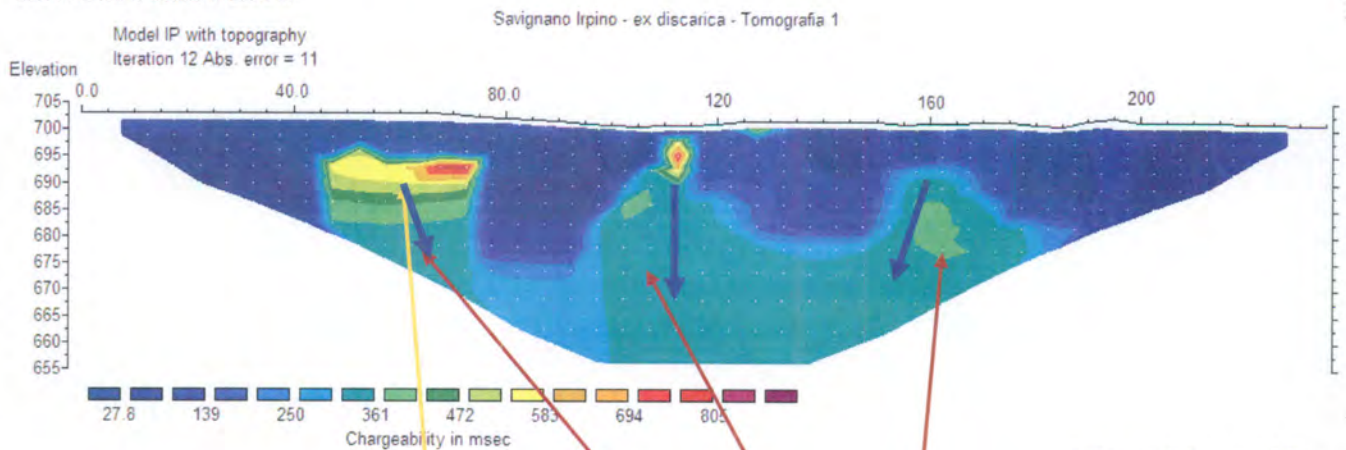 Savignano Irpino - ex discarica - Tomografia 1
Model IP with topography
Iteration 12 Abs. error = 11
Elevation
0.0 40.0 80.0 120 160 200
705
700
695
690
685
680
675
670
665
660
655
27.8 139 250 361 472 583 694 805
Chargeability in msec